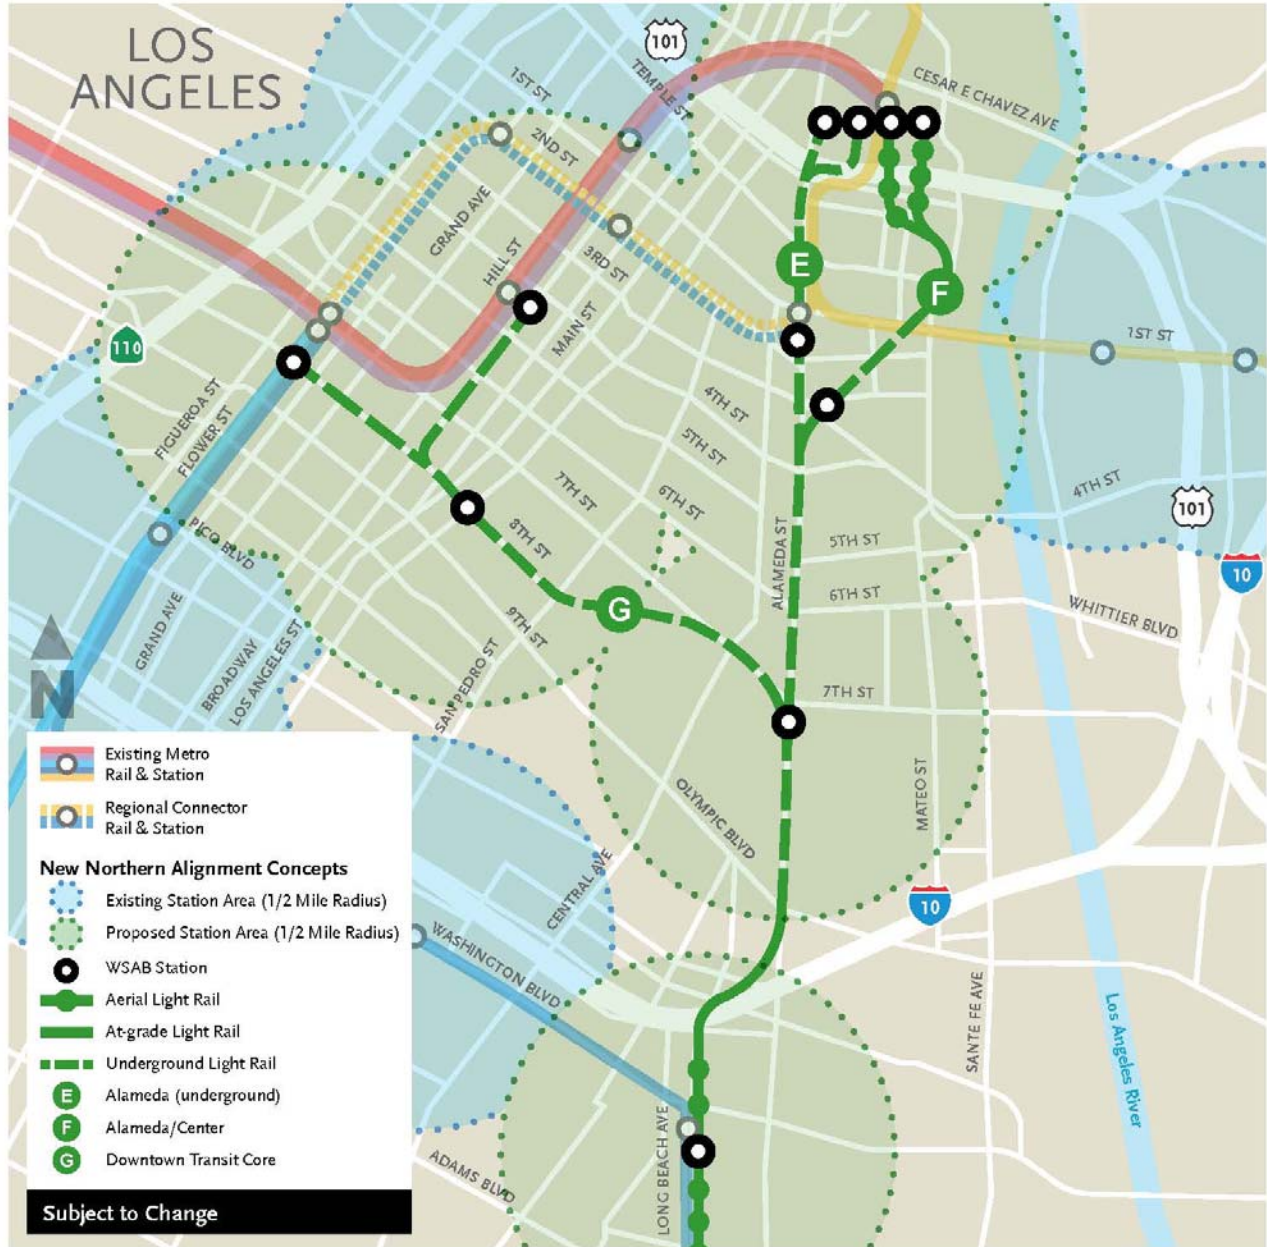 LOS
ANGELES
101
1ST ST
TEMPLE ST
2ND ST
CESAR E CHAVEZ AVE
GRAND AVE
HILL ST
3RD ST
MAIN ST
E
F
110
1ST ST
FIGUEROA ST
FLOWER ST
4TH ST
5TH ST
6TH ST
7TH ST
8TH ST
9TH ST
PICO BLVD
ALAMEDA ST
4TH ST
101
10
5TH ST
6TH ST
WHITTIER BLVD
G
GRAND AVE
BROADWAY
LOS ANGELES ST
SAN PEDRO ST
N
7TH ST
OLYMPIC BLVD
MATEO ST
CENTRAL AVE
10
WASHINGTON BLVD
SANTE FE AVE
Los Angeles River
LONG BEACH AVE
ADAMS BLVD
Existing Metro
Rail & Station
Regional Connector
Rail & Station
New Northern Alignment Concepts
Existing Station Area (1/2 Mile Radius)
Proposed Station Area (1/2 Mile Radius)
WSAB Station
Aerial Light Rail
At-grade Light Rail
Underground Light Rail
E Alameda (underground)
F Alameda/Center
G Downtown Transit Core
Subject to Change